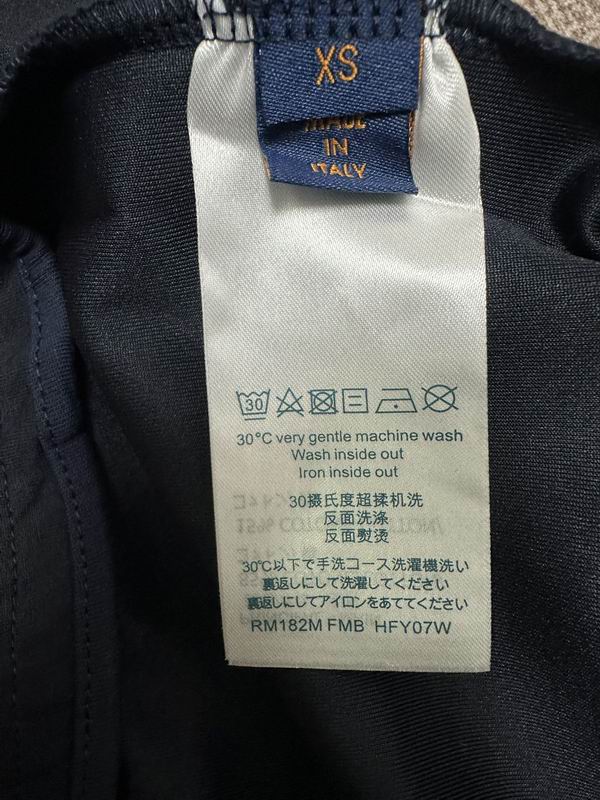 XS
MADE
IN
ITALY
30
30°C very gentle machine wash
Wash inside out
Iron inside out
30摄氏度超揉机洗
反面洗涤
反面熨烫
30℃以下で手洗コース洗濯機洗い
裏返しにして洗濯してください
裏返しにしてアイロンをあててください
RM182M FMB HFY07W